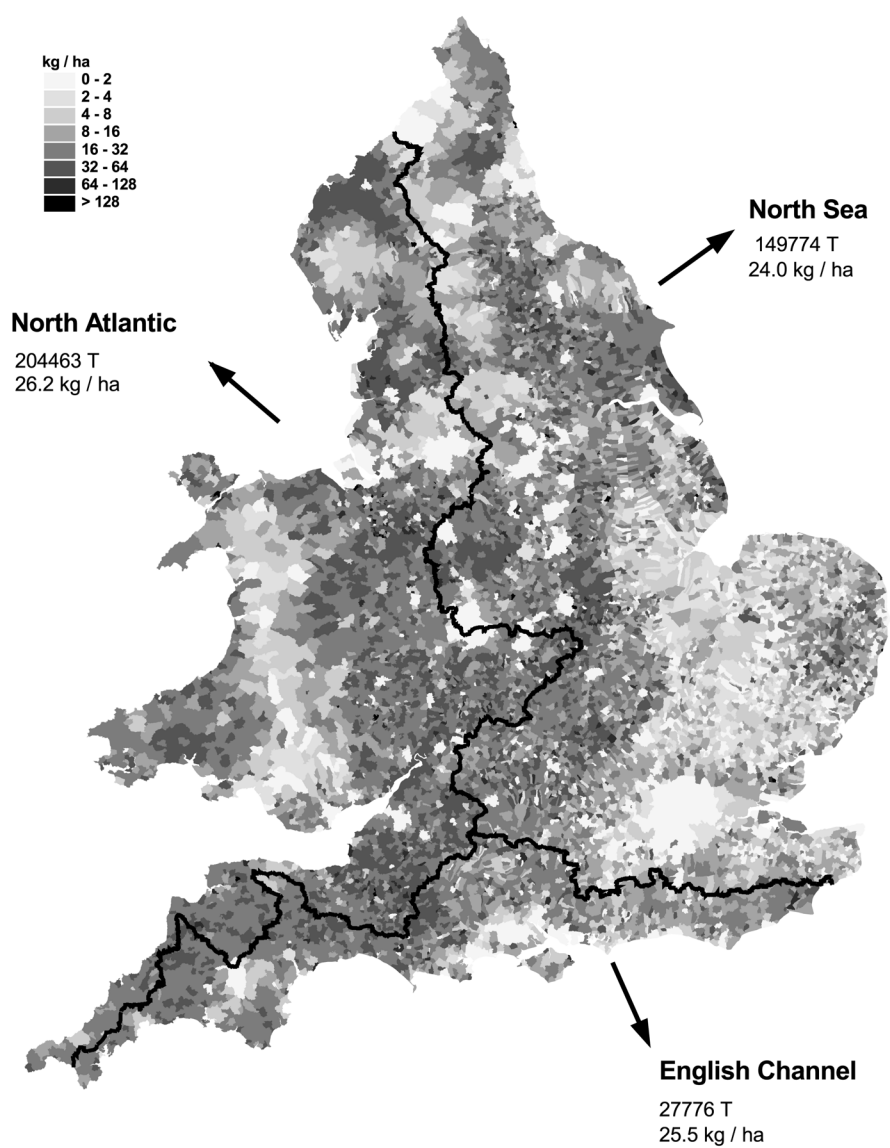 kg / ha
0 - 2
2 - 4
4 - 8
8 - 16
16 - 32
32 - 64
64 - 128
> 128
North Sea
149774 T
24.0 kg / ha
North Atlantic
204463 T
26.2 kg / ha
English Channel
27776 T
25.5 kg / ha